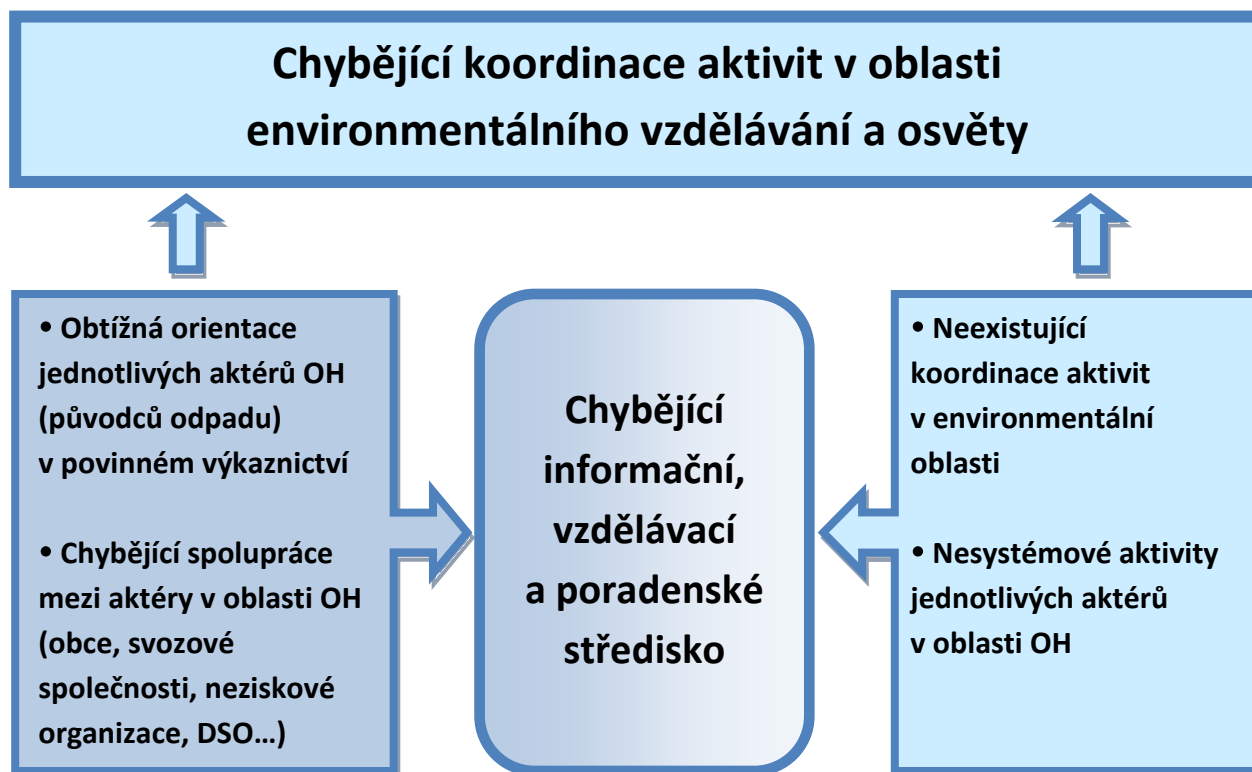 Chybějící koordinace aktivit v oblasti
environmentálního vzdělávání a osvěty
• Obtížná orientace
jednotlivých aktérů OH
(původců odpadu)
v povinném výkaznictví
• Chybějící spolupráce
mezi aktéry v oblasti OH
(obce, svozové
společnosti, neziskové
organizace, DSO…)
Chybějící
informační,
vzdělávací
a poradenské
středisko
• Neexistující
koordinace aktivit
v environmentální
oblasti
• Nesystémové aktivity
jednotlivých aktérů
v oblasti OH